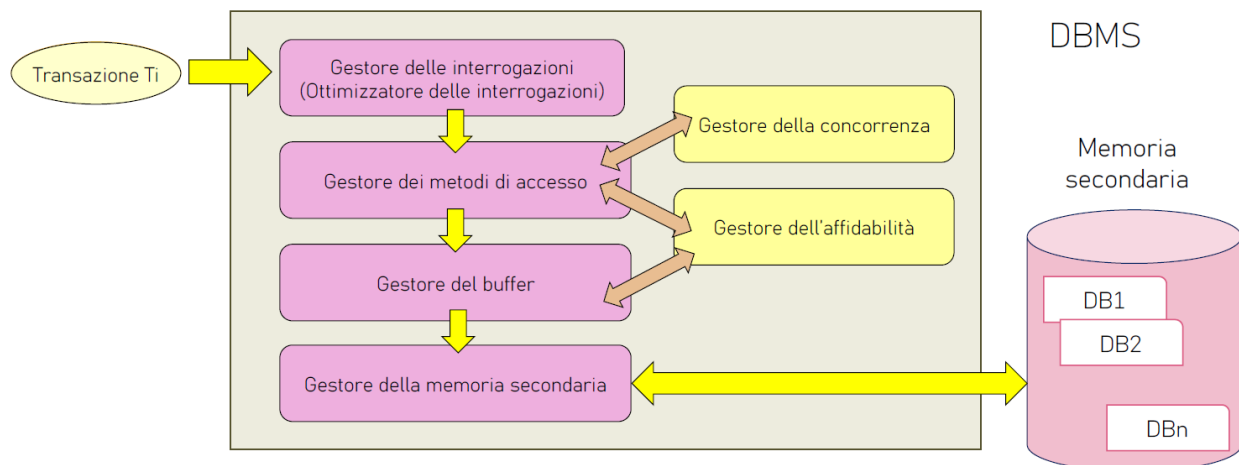 DBMS
Transazione Ti
Gestore delle interrogazioni
(Ottimizzatore delle interrogazioni)
Gestore della concorrenza
Gestore dei metodi di accesso
Gestore dell'affidabilità
Gestore del buffer
Gestore della memoria secondaria
Memoria
secondaria
DB1
DB2
DBn